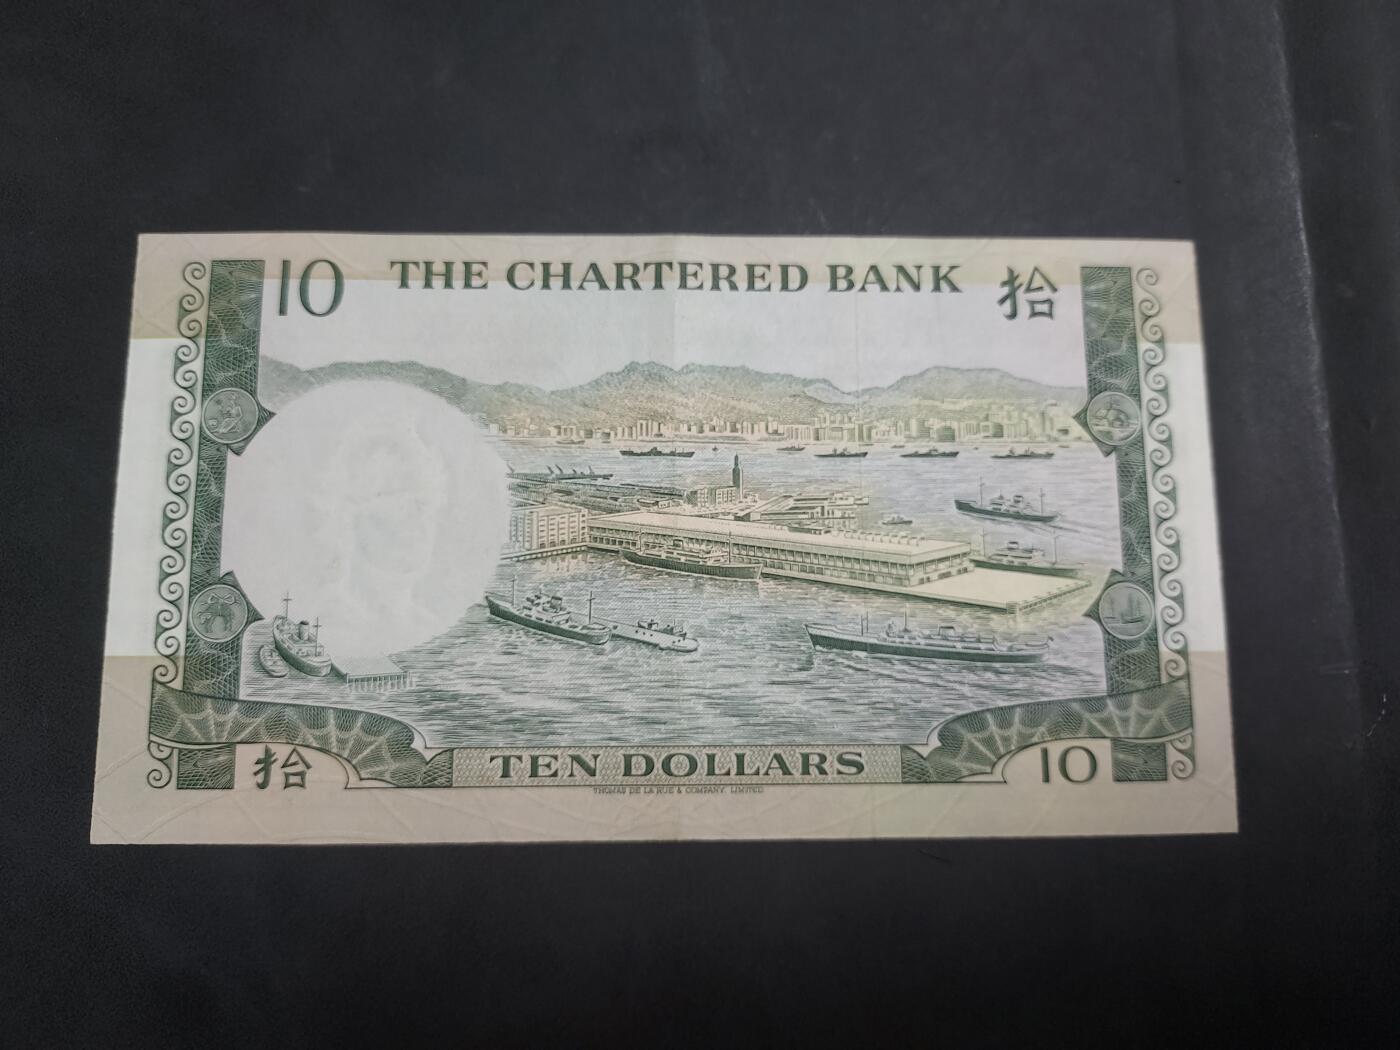 10 THE CHARTERED BANK 拾
拾 TEN DOLLARS 10
THOMAS DE LA RUE & COMPANY, LIMITED